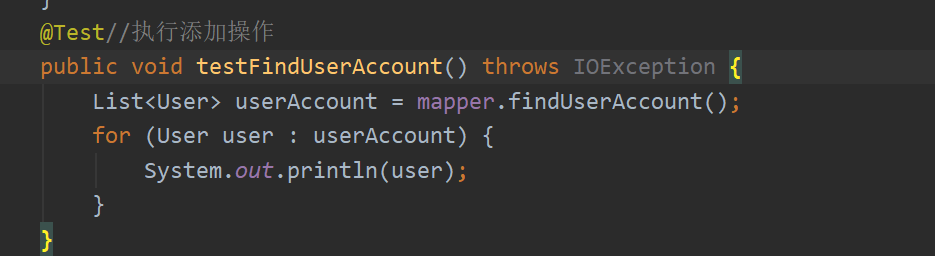 }
@Test//执行添加操作
public void testFindUserAccount() throws IOException {
    List<User> userAccount = mapper.findUserAccount();
    for (User user : userAccount) {
        System.out.println(user);
    }
}